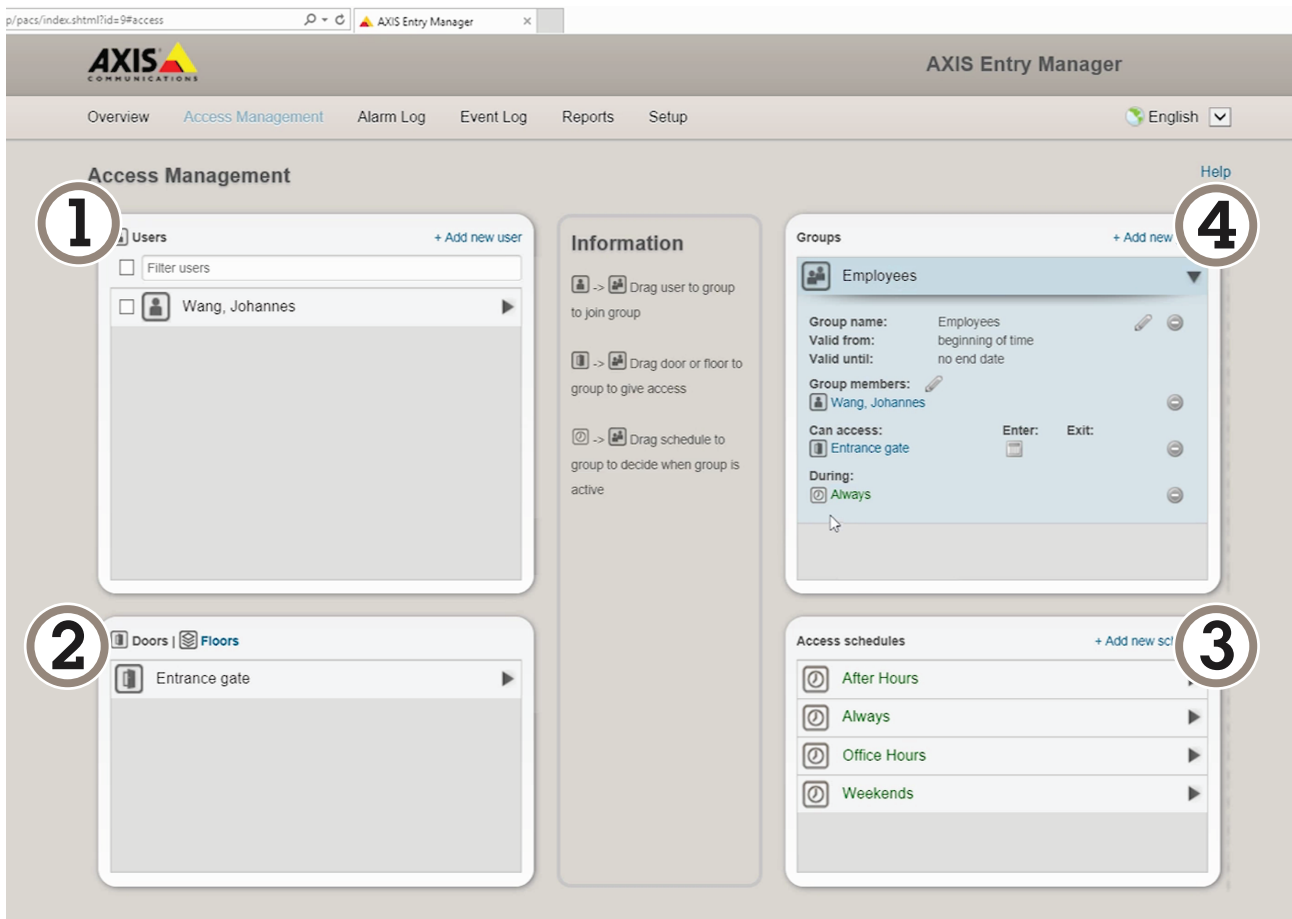 p/pacs/index.shtml?id=9#access
AXIS Entry Manager
AXIS
COMMUNICATIONS
AXIS Entry Manager
Overview Access Management Alarm Log Event Log Reports Setup
English
Access Management
Help
1
Users
+ Add new user
Filter users
Wang, Johannes
Information
-> Drag user to group
to join group
-> Drag door or floor to
group to give access
-> Drag schedule to
group to decide when group is
active
4
Groups
+ Add new
Employees
Group name: Employees
Valid from: beginning of time
Valid until: no end date
Group members:
Wang, Johannes
Can access: Enter: Exit:
Entrance gate
During:
Always
2
Doors | Floors
Entrance gate
3
Access schedules
+ Add new
After Hours
Always
Office Hours
Weekends